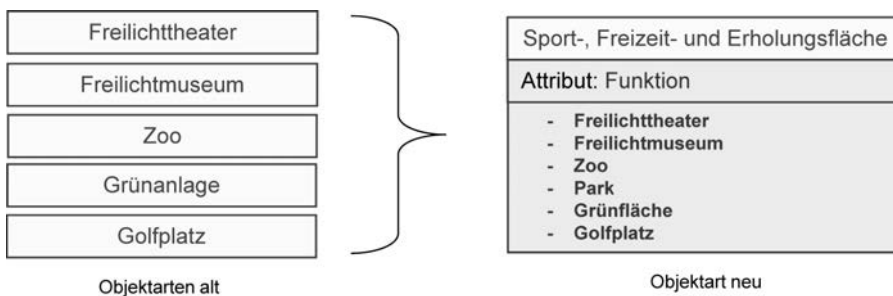 Freilichttheater
Freilichtmuseum
Zoo
Grünanlage
Golfplatz
Objektarten alt
Sport-, Freizeit- und Erholungsfläche
Attribut: Funktion
- Freilichttheater
- Freilichtmuseum
- Zoo
- Park
- Grünfläche
- Golfplatz
Objektart neu